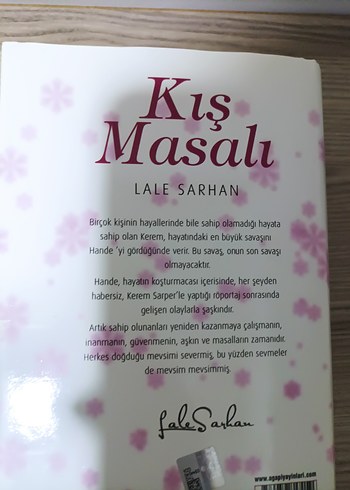 Kış
Masalı
LALE SARHAN
Birçok kişinin hayallerinde bile sahip olamadığı hayata
sahip olan Kerem, hayatındaki en büyük savaşını
Hande 'yi gördüğünde verir. Bu savaş, onun son savaşı
olmayacaktır.
Hande, hayatın koşturmacası içerisinde, her şeyden
habersiz, Kerem Sarper'le yaptığı röportaj sonrasında
gelişen olaylarla şaşkındır.
Artık sahip olunanları yeniden kazanmaya çalışmanın,
inanmanın, güvenmenin, aşkın ve masalların zamanıdır.
Herkes doğduğu mevsimi severmiş, bu yüzden sevmeler
de mevsim mevsimmiş.
Lale Sarhan
www.agapiyayinlari.com